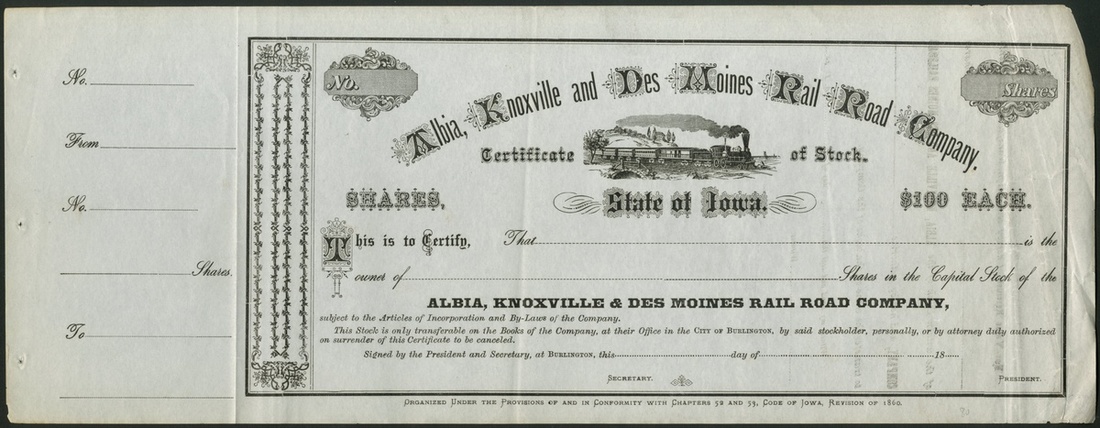 No.
From
No.
Shares.
To
No.
Shares
Albia, Knoxville and Des Moines Rail Road Company.
Certificate of Stock.
SHARES, State of Iowa. $100 EACH.
This is to Certify, That is the
owner of Shares in the Capital Stock of the
ALBIA, KNOXVILLE & DES MOINES RAIL ROAD COMPANY,
subject to the Articles of Incorporation and By-Laws of the Company.
This Stock is only transferable on the Books of the Company, at their Office in the CITY OF BURLINGTON, by said stockholder, personally, or by attorney duly authorized
on surrender of this Certificate to be canceled.
Signed by the President and Secretary, at BURLINGTON, this day of 18
SECRETARY. PRESIDENT.
ORGANIZED UNDER THE PROVISIONS OF AND IN CONFORMITY WITH CHAPTERS 52 AND 53, CODE OF IOWA, REVISION OF 1860.